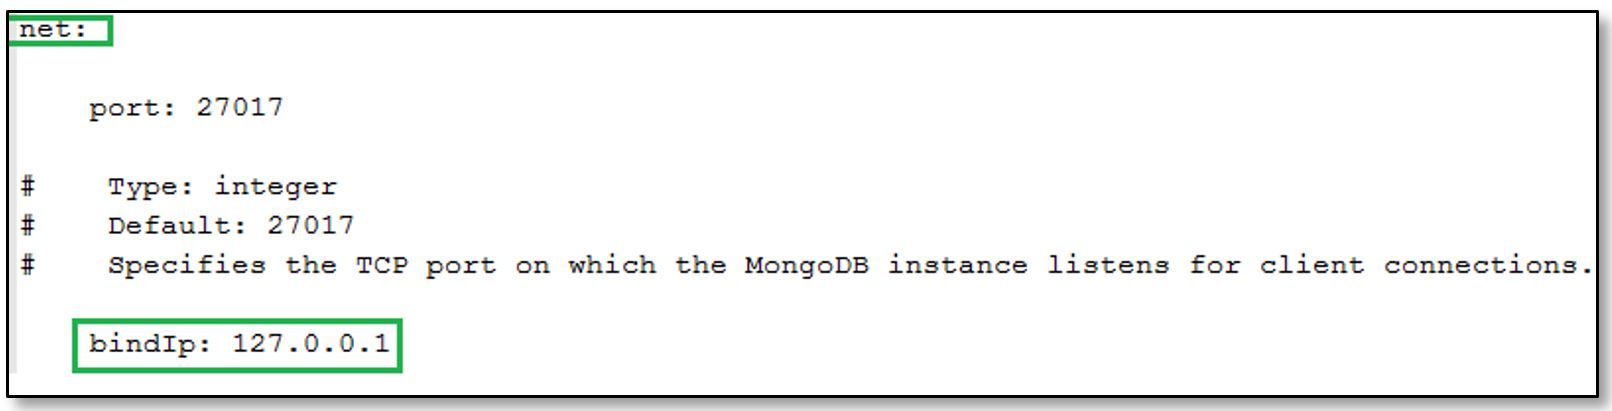 net:
port: 27017
# Type: integer
# Default: 27017
# Specifies the TCP port on which the MongoDB instance listens for client connections.
bindIp: 127.0.0.1